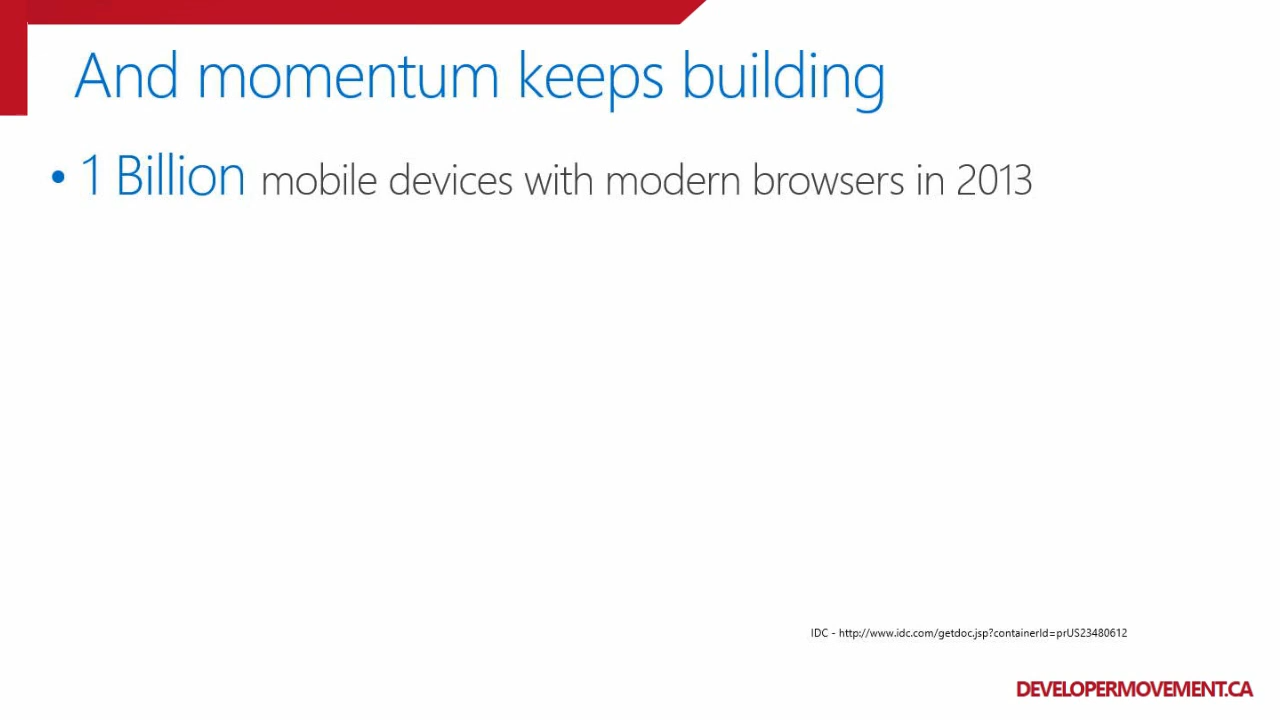 And momentum keeps building
• 1 Billion mobile devices with modern browsers in 2013
IDC - http://www.idc.com/getdoc.jsp?containerId=prUS23480612
DEVELOPERMOVEMENT.CA